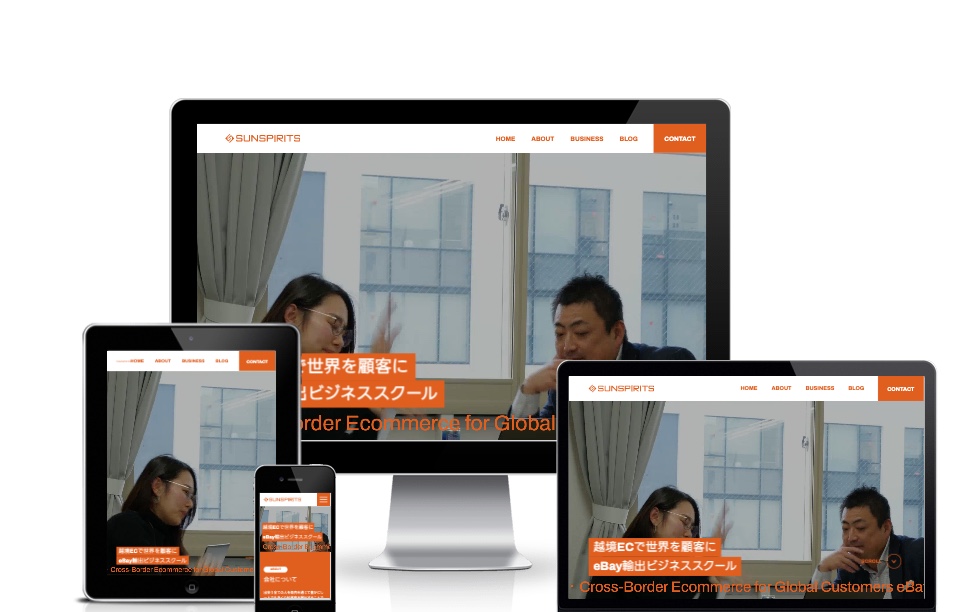 SUNSPIRITS
HOME ABOUT BUSINESS BLOG CONTACT
で世界を顧客に
出ビジネススクール
order Ecommerce for Global
HOME ABOUT BUSINESS BLOG CONTACT
越境ECで世界を顧客に
eBay輸出ビジネススクール
Cross-Border Ecommerce for Global Custom
SUNSPIRITS
越境ECで世界を顧客に
eBay輸出ビジネススクール
Cross-Border
ABOUT
会社について
SUNSPIRITS
HOME ABOUT BUSINESS BLOG CONTACT
越境ECで世界を顧客に
eBay輸出ビジネススクール
Cross-Border Ecommerce for Global Customers eBa
SCROLL